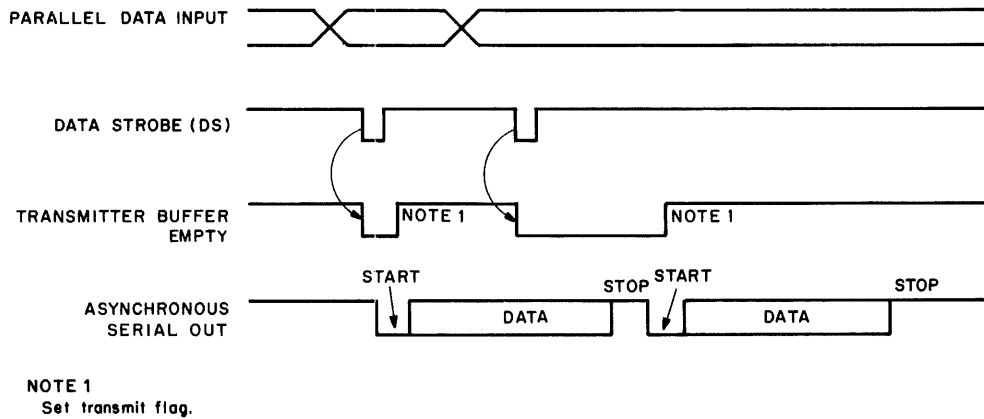 PARALLEL DATA INPUT
DATA STROBE (DS)
TRANSMITTER BUFFER
EMPTY
NOTE 1
NOTE 1
START
STOP
START
STOP
ASYNCHRONOUS
SERIAL OUT
DATA
DATA
NOTE 1
Set transmit flag.